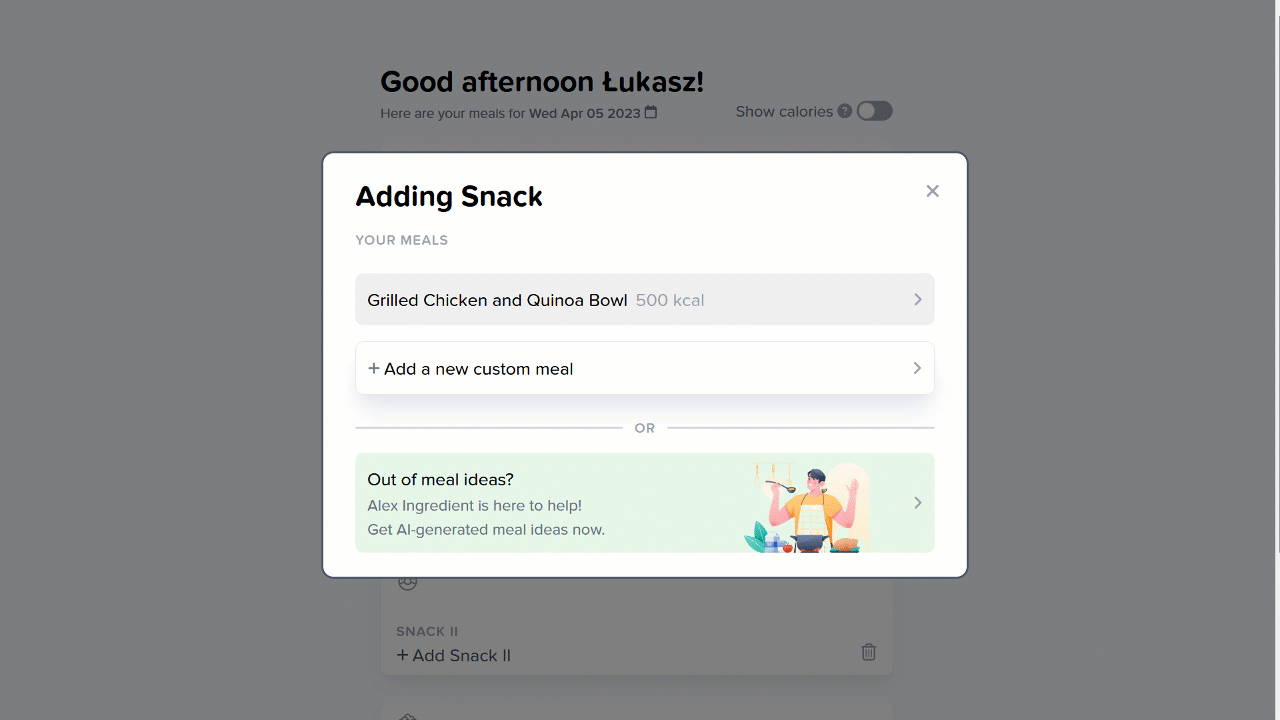 Good afternoon Łukasz!
Here are your meals for Wed Apr 05 2023
Show calories ?
Adding Snack
YOUR MEALS
Grilled Chicken and Quinoa Bowl 500 kcal
+ Add a new custom meal
OR
Out of meal ideas?
Alex Ingredient is here to help!
Get AI-generated meal ideas now.
SNACK II
+ Add Snack II